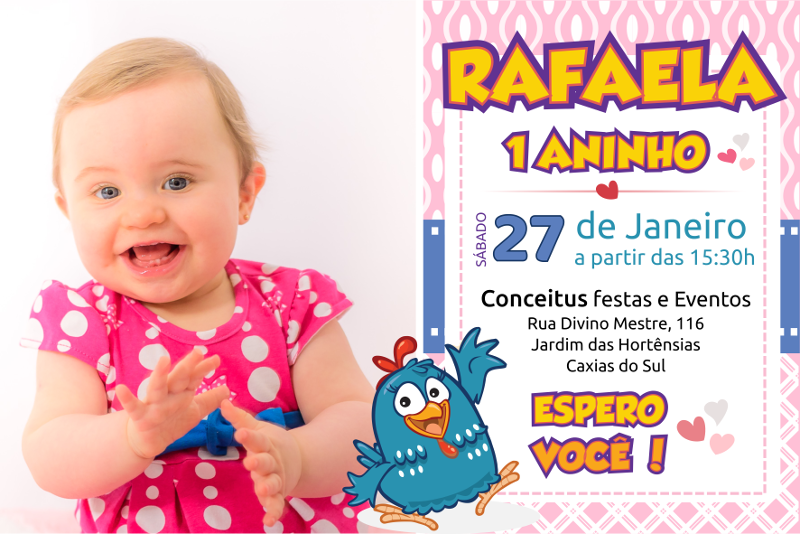 RAFAELA
1 ANINHO
SÁBADO
27 de Janeiro
a partir das 15:30h
Conceitus festas e Eventos
Rua Divino Mestre, 116
Jardim das Hortênsias
Caxias do Sul
ESPERO
VOCÊ !